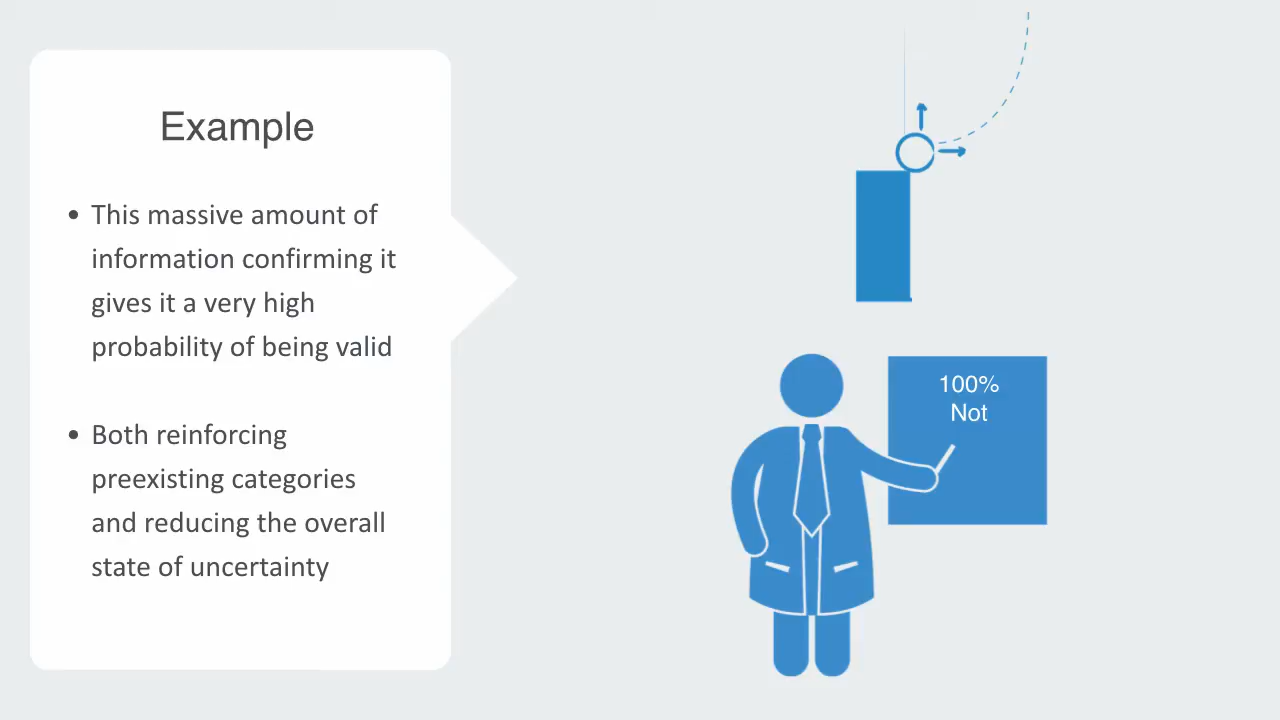 Example
• This massive amount of
information confirming it
gives it a very high
probability of being valid
• Both reinforcing
preexisting categories
and reducing the overall
state of uncertainty
100%
Not